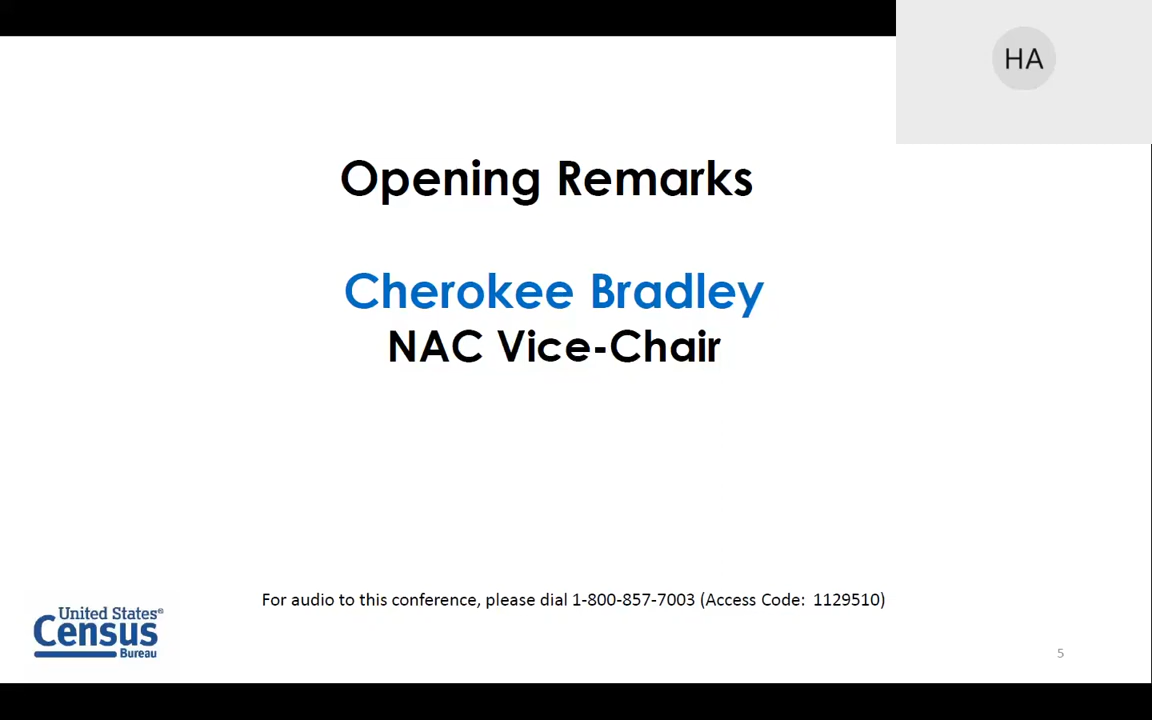 HA
Opening Remarks
Cherokee Bradley
NAC Vice-Chair
For audio to this conference, please dial 1-800-857-7003 (Access Code: 1129510)
United States®
Census
Bureau
5